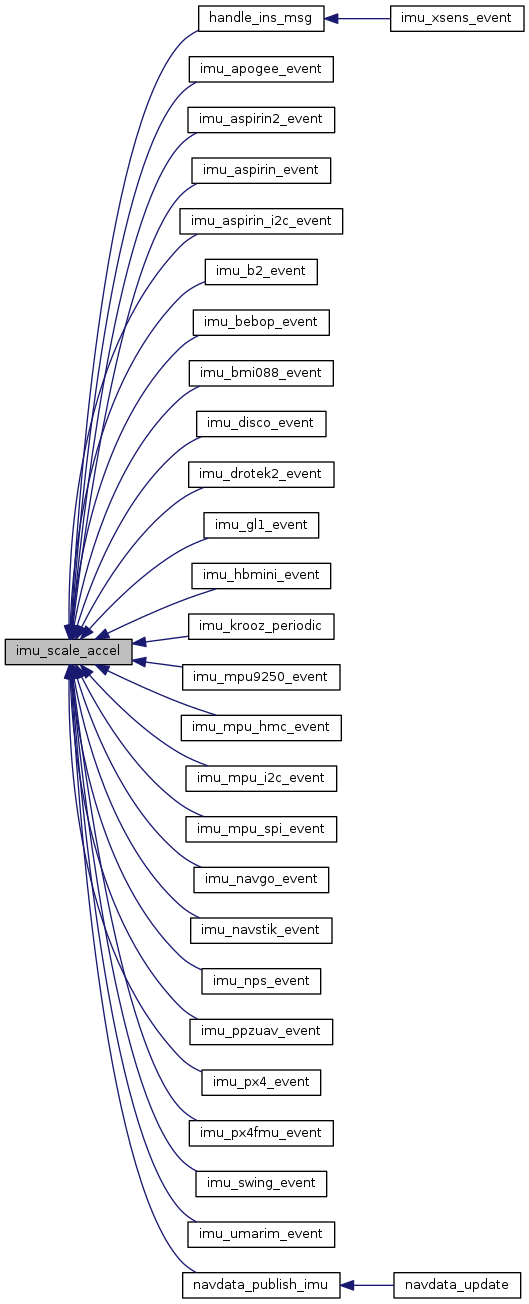 handle_ins_msg
imu_xsens_event
imu_apogee_event
imu_aspirin2_event
imu_aspirin_event
imu_aspirin_i2c_event
imu_b2_event
imu_bebop_event
imu_bmi088_event
imu_disco_event
imu_drotek2_event
imu_gl1_event
imu_hbmini_event
imu_krooz_periodic
imu_scale_accel
imu_mpu9250_event
imu_mpu_hmc_event
imu_mpu_i2c_event
imu_mpu_spi_event
imu_navgo_event
imu_navstik_event
imu_nps_event
imu_ppzuav_event
imu_px4_event
imu_px4fmu_event
imu_swing_event
imu_umarim_event
navdata_publish_imu
navdata_update